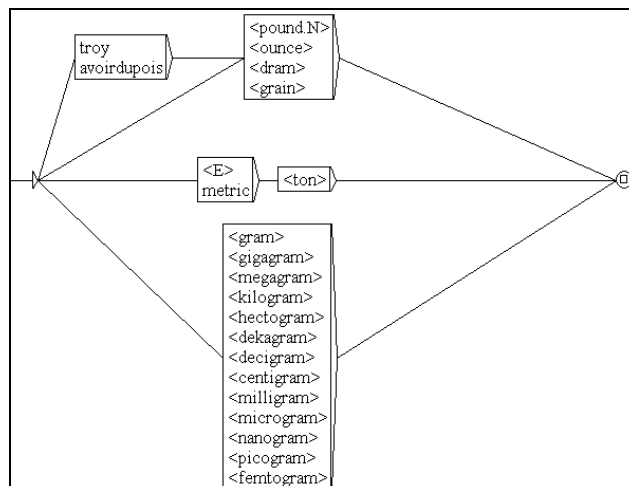 troy
avoirdupois
<pound.N>
<ounce>
<dram>
<grain>
<E>
metric
<ton>
<gram>
<gigagram>
<megagram>
<kilogram>
<hectogram>
<dekagram>
<decigram>
<centigram>
<milligram>
<microgram>
<nanogram>
<picogram>
<femtogram>